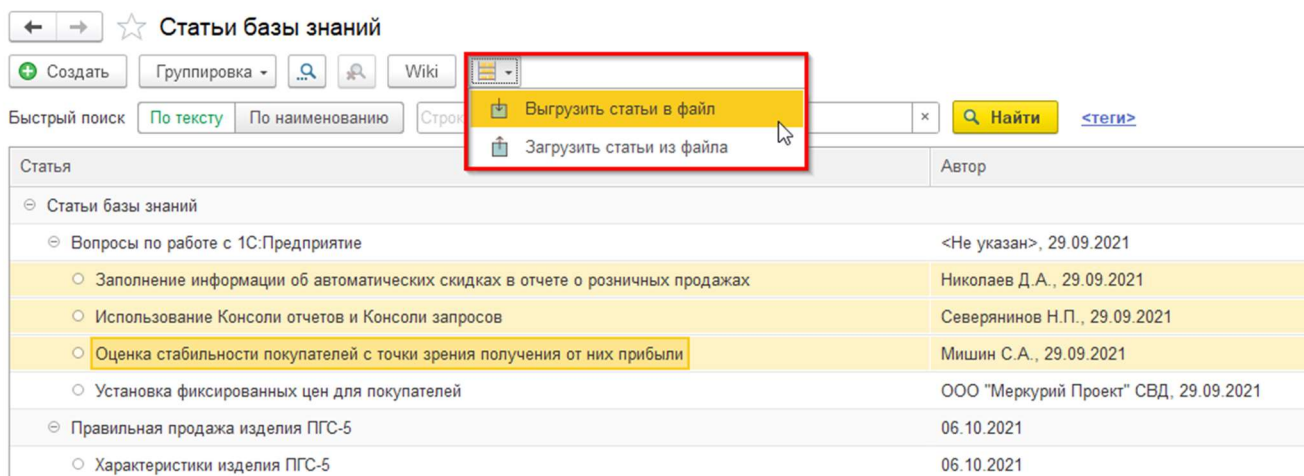 Статьи базы знаний
Создать Группировка Wiki
Выгрузить статьи в файл
Быстрый поиск По тексту По наименованию Найти <теги>
Загрузить статьи из файла
Статья Автор
Статьи базы знаний
Вопросы по работе с 1С:Предприятие <Не указан>, 29.09.2021
Заполнение информации об автоматических скидках в отчете о розничных продажах Николаев Д.А., 29.09.2021
Использование Консоли отчетов и Консоли запросов Северянинов Н.П., 29.09.2021
Оценка стабильности покупателей с точки зрения получения от них прибыли Мишин С.А., 29.09.2021
Установка фиксированных цен для покупателей ООО "Меркурий Проект" СВД, 29.09.2021
Правильная продажа изделия ПГС-5 06.10.2021
Характеристики изделия ПГС-5 06.10.2021